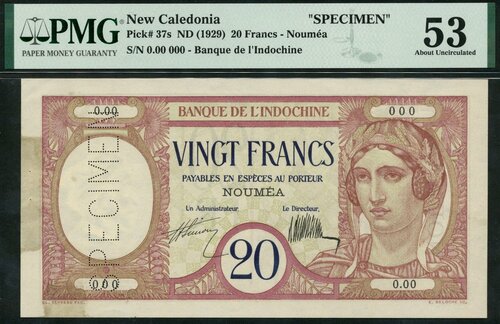 PMG
PAPER MONEY GUARANTY
New Caledonia "SPECIMEN"
Pick# 37s ND (1929) 20 Francs - Nouméa
S/N 0.00 000 - Banque de l'Indochine
53
About Uncirculated
BANQUE DE L'INDOCHINE
0.00
000
VINGT FRANCS
PAYABLES EN ESPÈCES AU PORTEUR
NOUMÉA
Un Administrateur
Le Directeur,
SPECIMEN
20
000
0.00